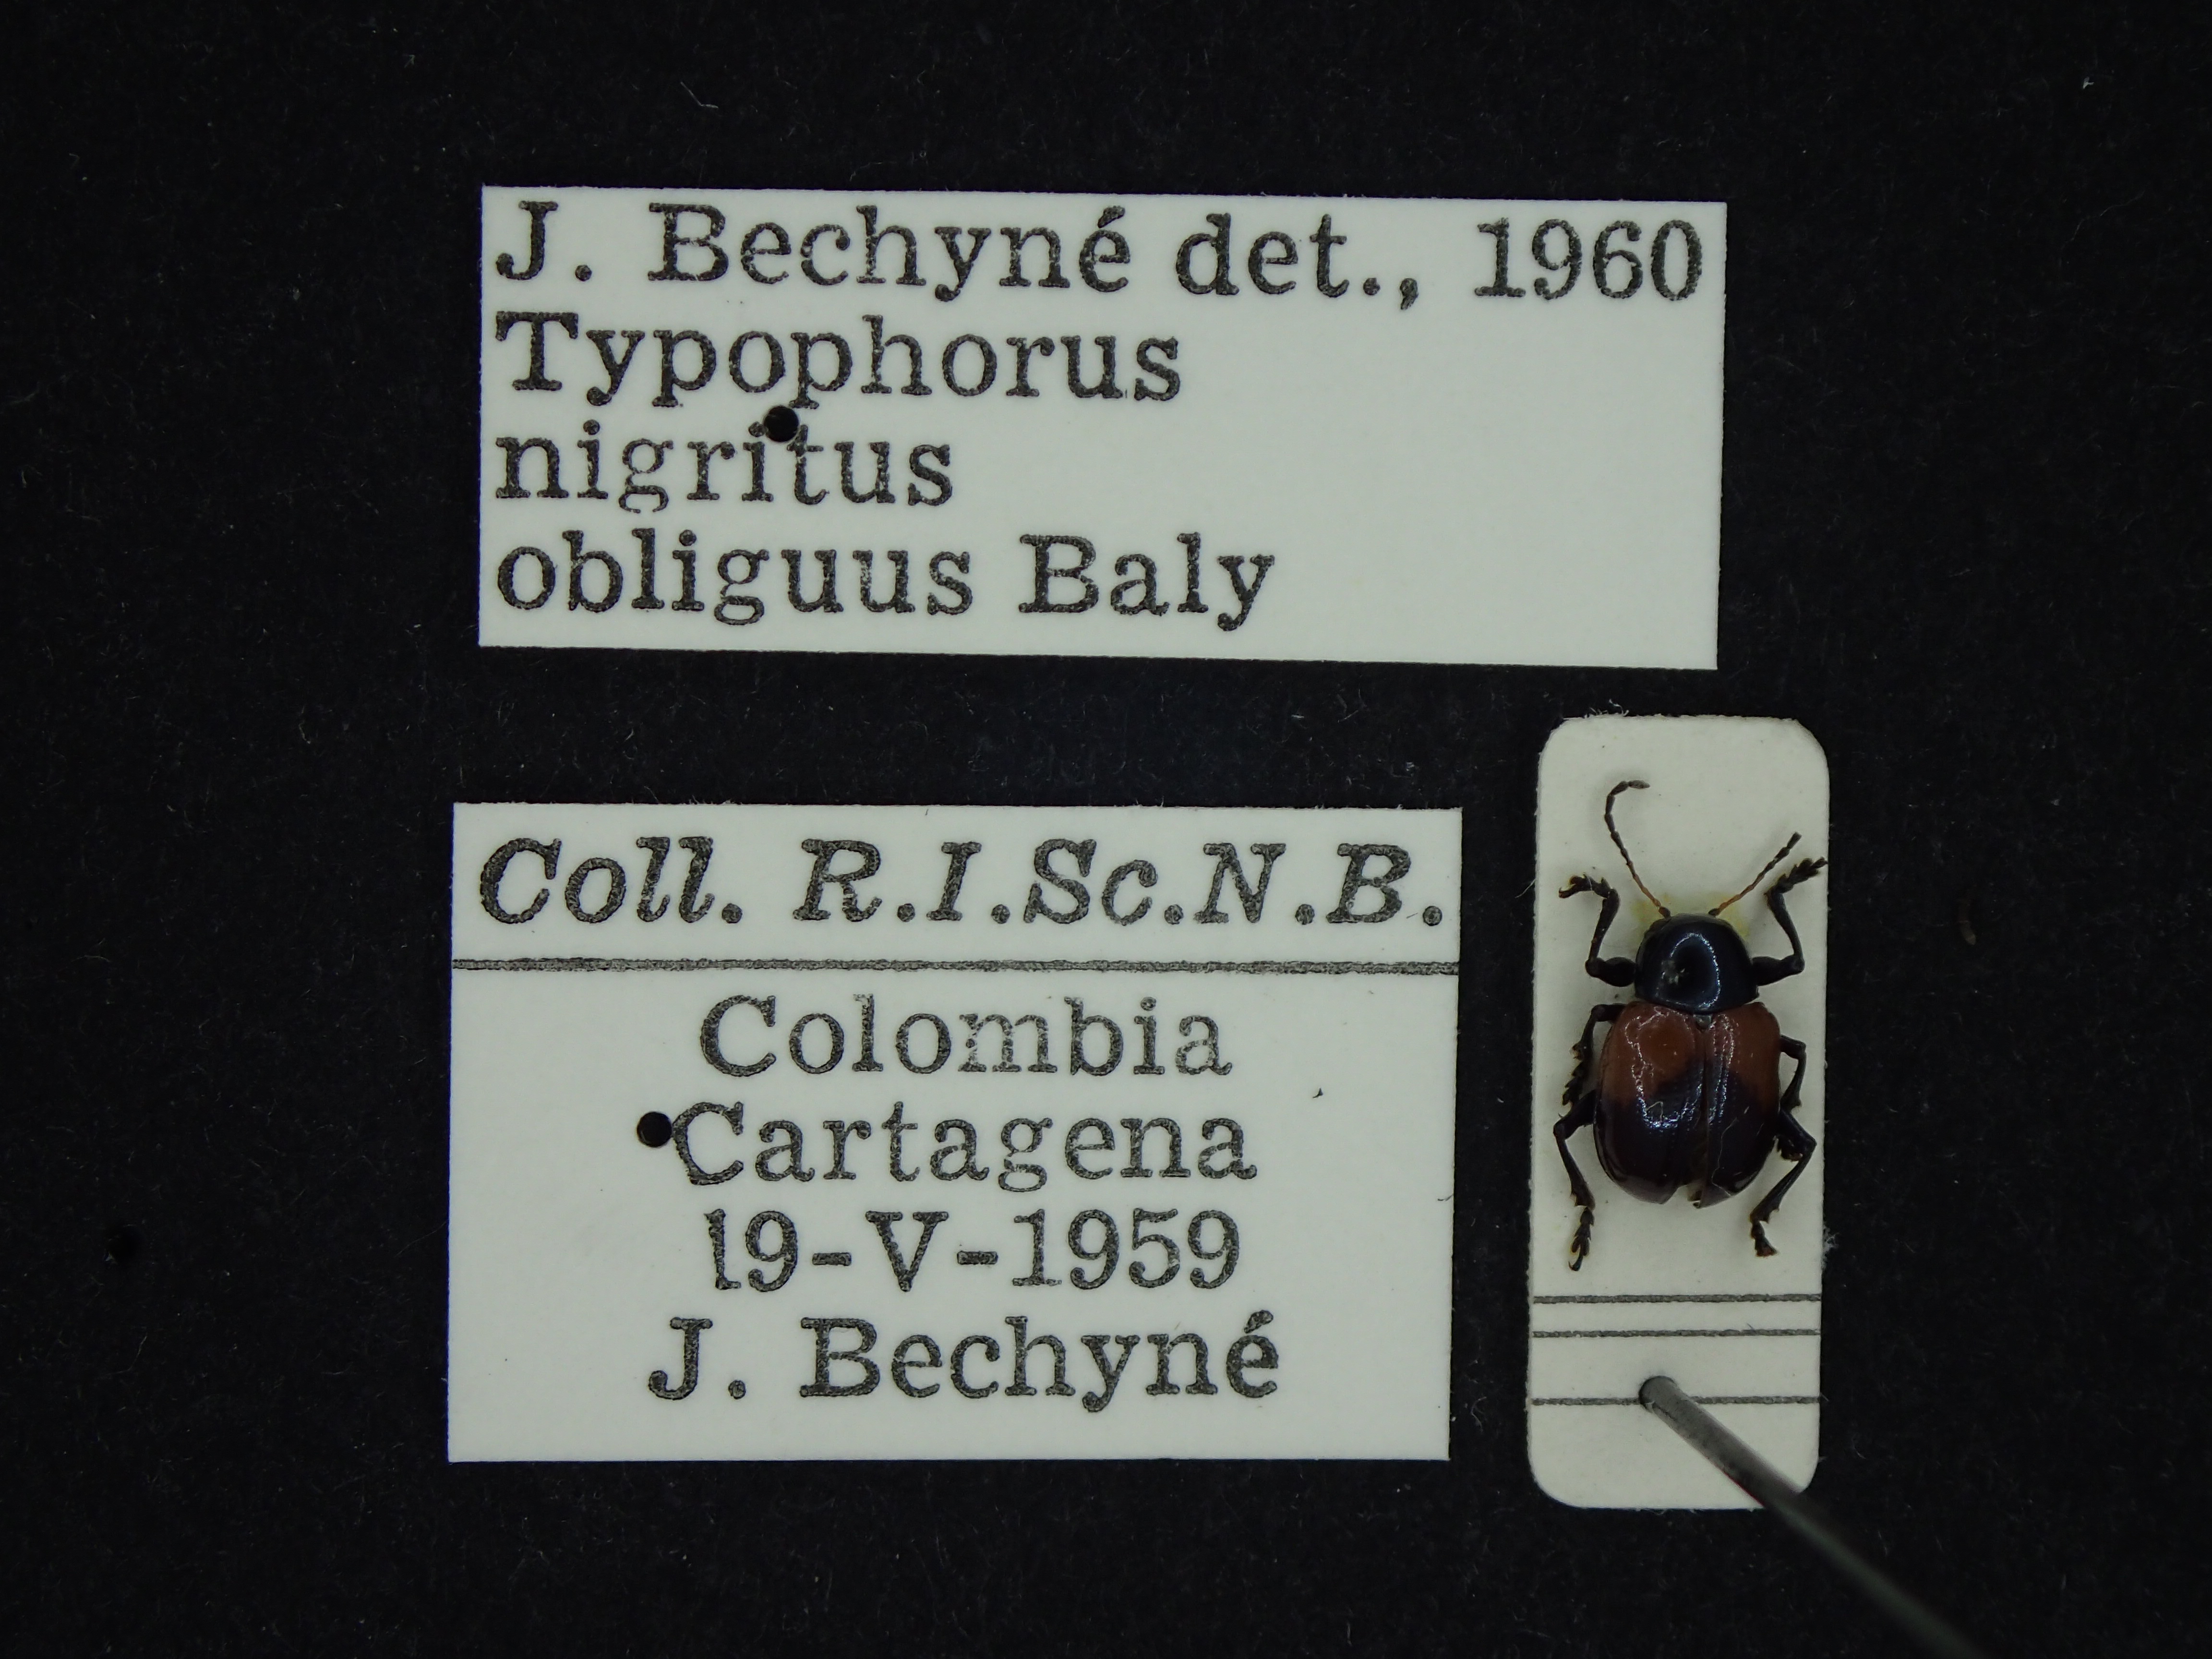 J. Bechyné det., 1960
Typophorus
nigritus
obliguus Baly
Coll. R.I.Sc.N.B.
Colombia
Cartagena
19-V-1959
J. Bechyné